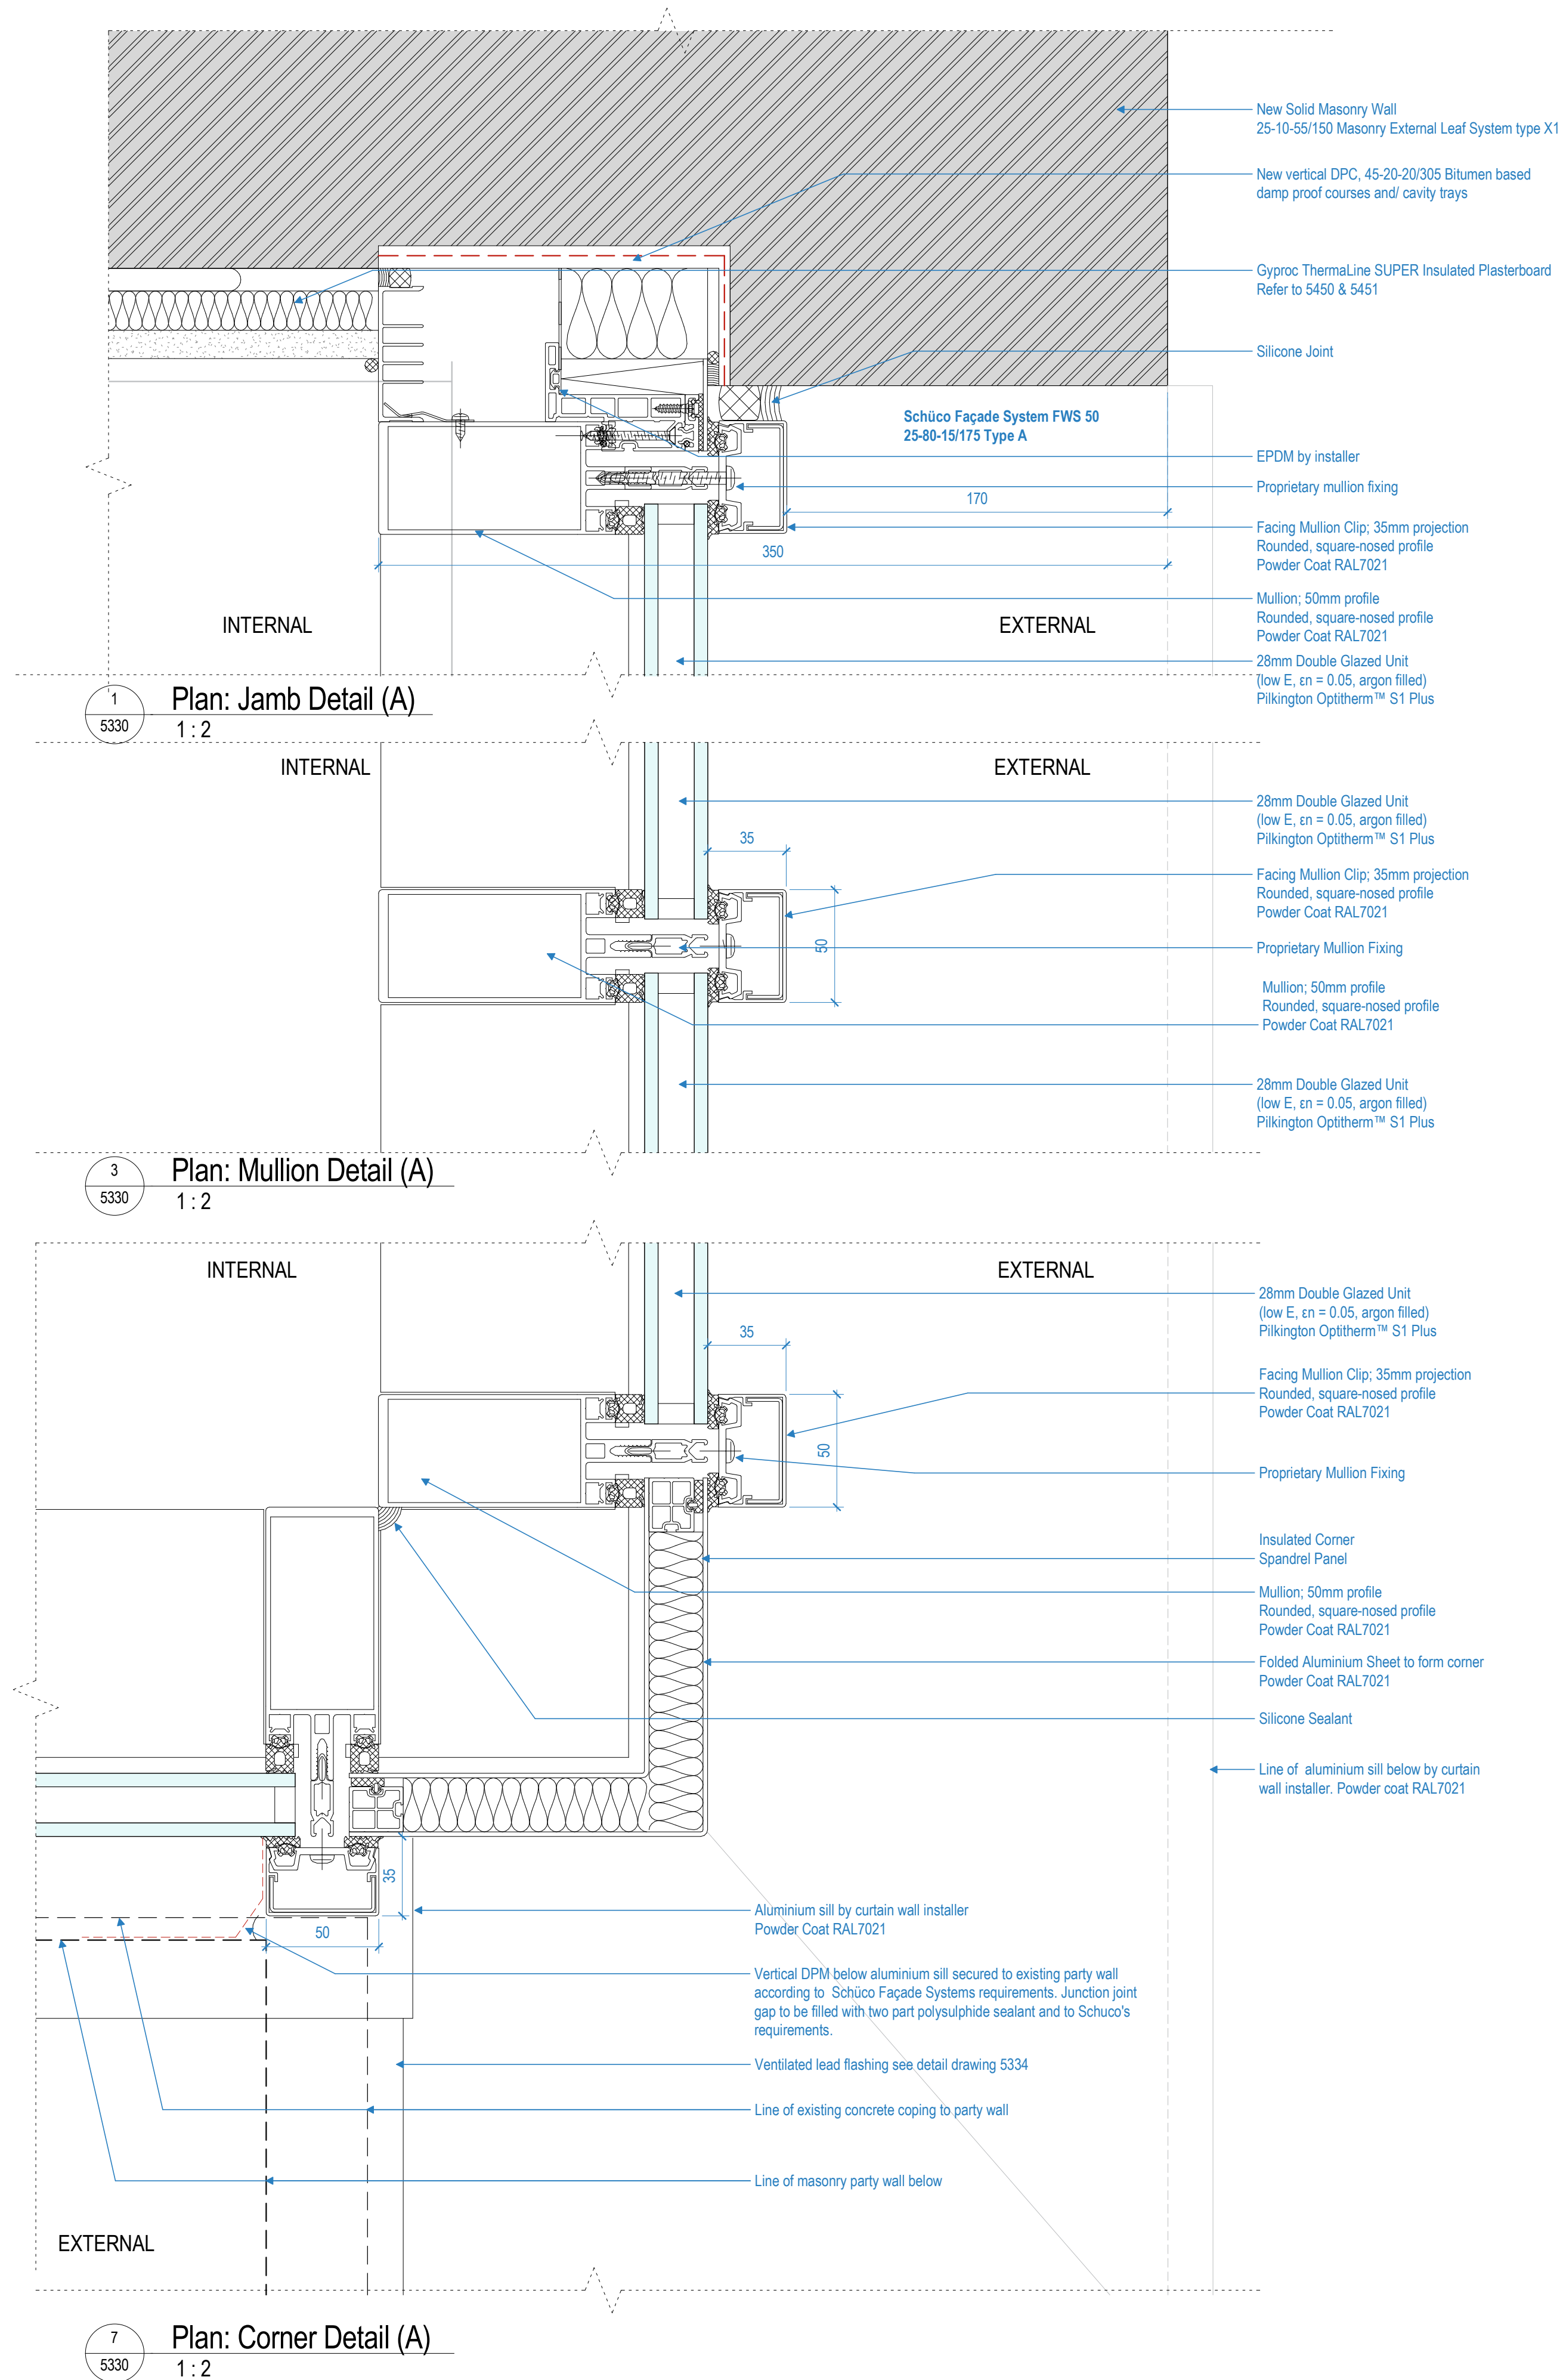 New Solid Masonry Wall
25-10-55/150 Masonry External Leaf System type X1
New vertical DPC, 45-20-20/305 Bitumen based
damp proof courses and/ cavity trays
Gyproc ThermaLine SUPER Insulated Plasterboard
Refer to 5450 & 5451
Silicone Joint
Schüco Façade System FWS 50
25-80-15/175 Type A
EPDM by installer
Proprietary mullion fixing
170
Facing Mullion Clip; 35mm projection
Rounded, square-nosed profile
Powder Coat RAL7021
350
Mullion; 50mm profile
Rounded, square-nosed profile
Powder Coat RAL7021
INTERNAL
EXTERNAL
28mm Double Glazed Unit
(low E, εn = 0.05, argon filled)
Pilkington Optitherm™ S1 Plus
1
5330
Plan: Jamb Detail (A)
1 : 2
INTERNAL
EXTERNAL
28mm Double Glazed Unit
(low E, εn = 0.05, argon filled)
Pilkington Optitherm™ S1 Plus
35
Facing Mullion Clip; 35mm projection
Rounded, square-nosed profile
Powder Coat RAL7021
50
Proprietary Mullion Fixing
Mullion; 50mm profile
Rounded, square-nosed profile
Powder Coat RAL7021
28mm Double Glazed Unit
(low E, εn = 0.05, argon filled)
Pilkington Optitherm™ S1 Plus
3
5330
Plan: Mullion Detail (A)
1 : 2
INTERNAL
EXTERNAL
28mm Double Glazed Unit
(low E, εn = 0.05, argon filled)
Pilkington Optitherm™ S1 Plus
35
Facing Mullion Clip; 35mm projection
Rounded, square-nosed profile
Powder Coat RAL7021
50
Proprietary Mullion Fixing
Insulated Corner
Spandrel Panel
Mullion; 50mm profile
Rounded, square-nosed profile
Powder Coat RAL7021
Folded Aluminium Sheet to form corner
Powder Coat RAL7021
Silicone Sealant
Line of aluminium sill below by curtain
wall installer. Powder coat RAL7021
35
50
Aluminium sill by curtain wall installer
Powder Coat RAL7021
Vertical DPM below aluminium sill secured to existing party wall
according to Schüco Façade Systems requirements. Junction joint
gap to be filled with two part polysulphide sealant and to Schuco's
requirements.
Ventilated lead flashing see detail drawing 5334
Line of existing concrete coping to party wall
Line of masonry party wall below
EXTERNAL
7
5330
Plan: Corner Detail (A)
1 : 2